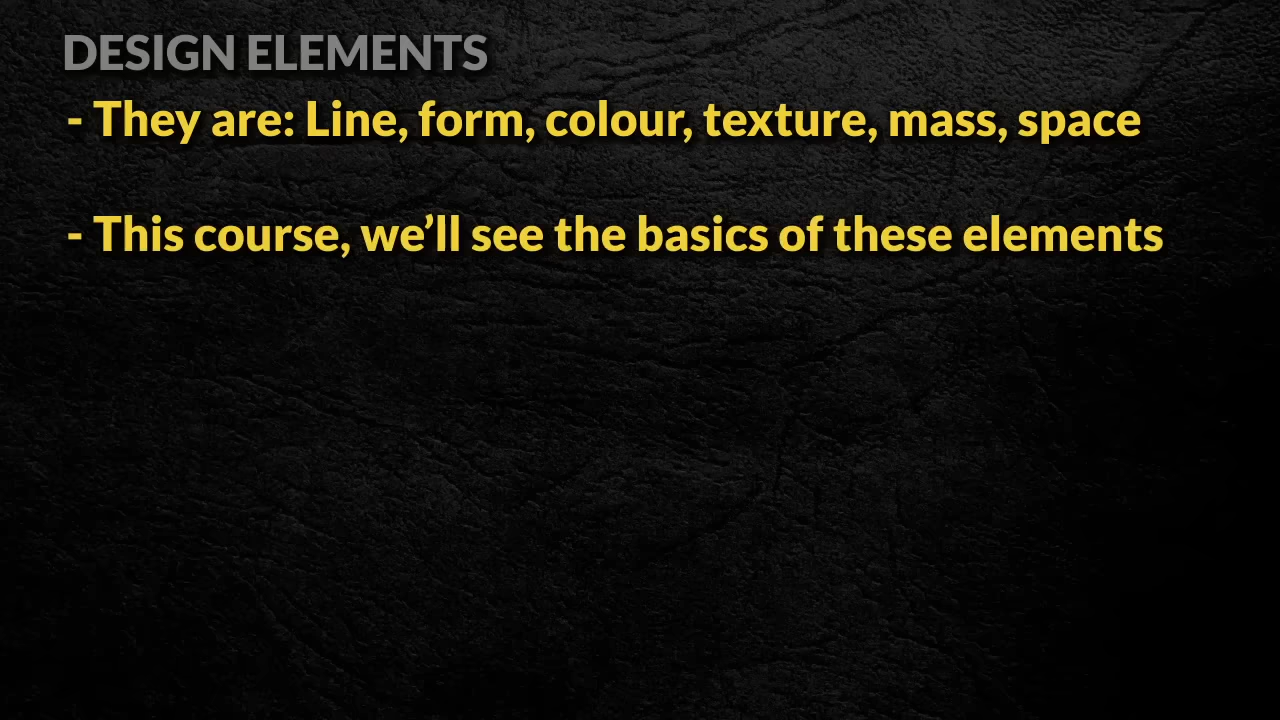 DESIGN ELEMENTS
- They are: Line, form, colour, texture, mass, space
- This course, we’ll see the basics of these elements